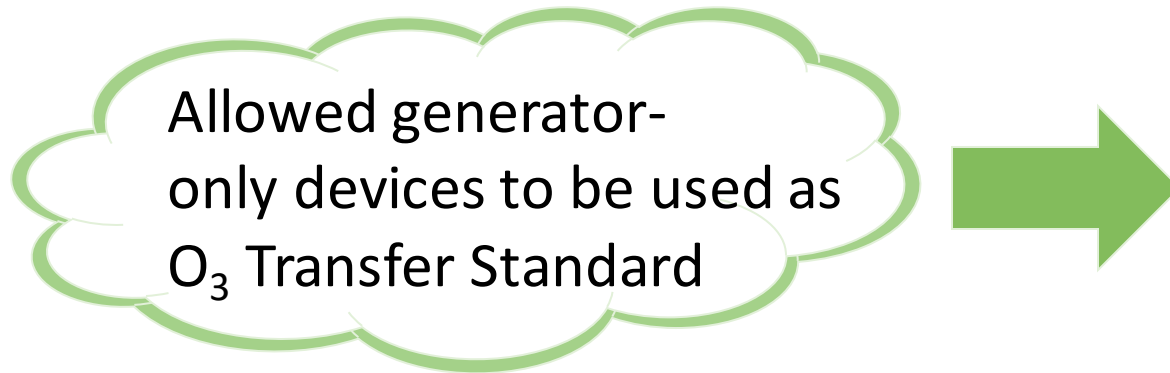 Allowed generator-
only devices to be used as
O₃ Transfer Standard